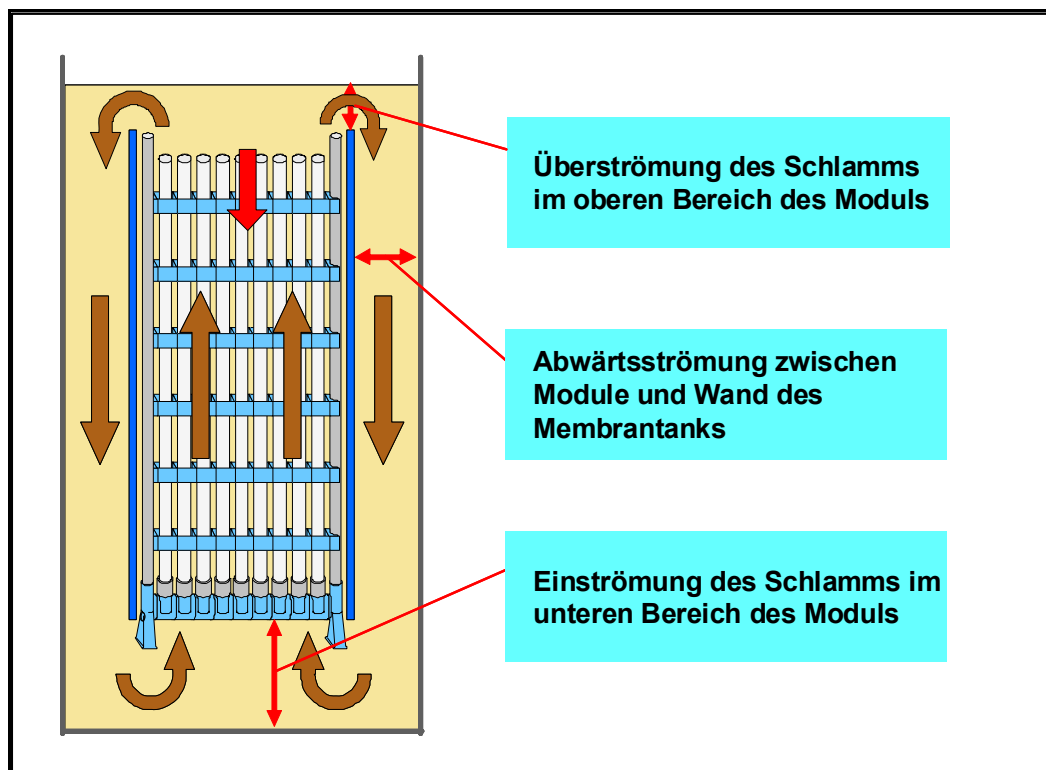 Überströmung des Schlamms
im oberen Bereich des Moduls
Abwärtsströmung zwischen
Module und Wand des
Membrantanks
Einströmung des Schlamms im
unteren Bereich des Moduls